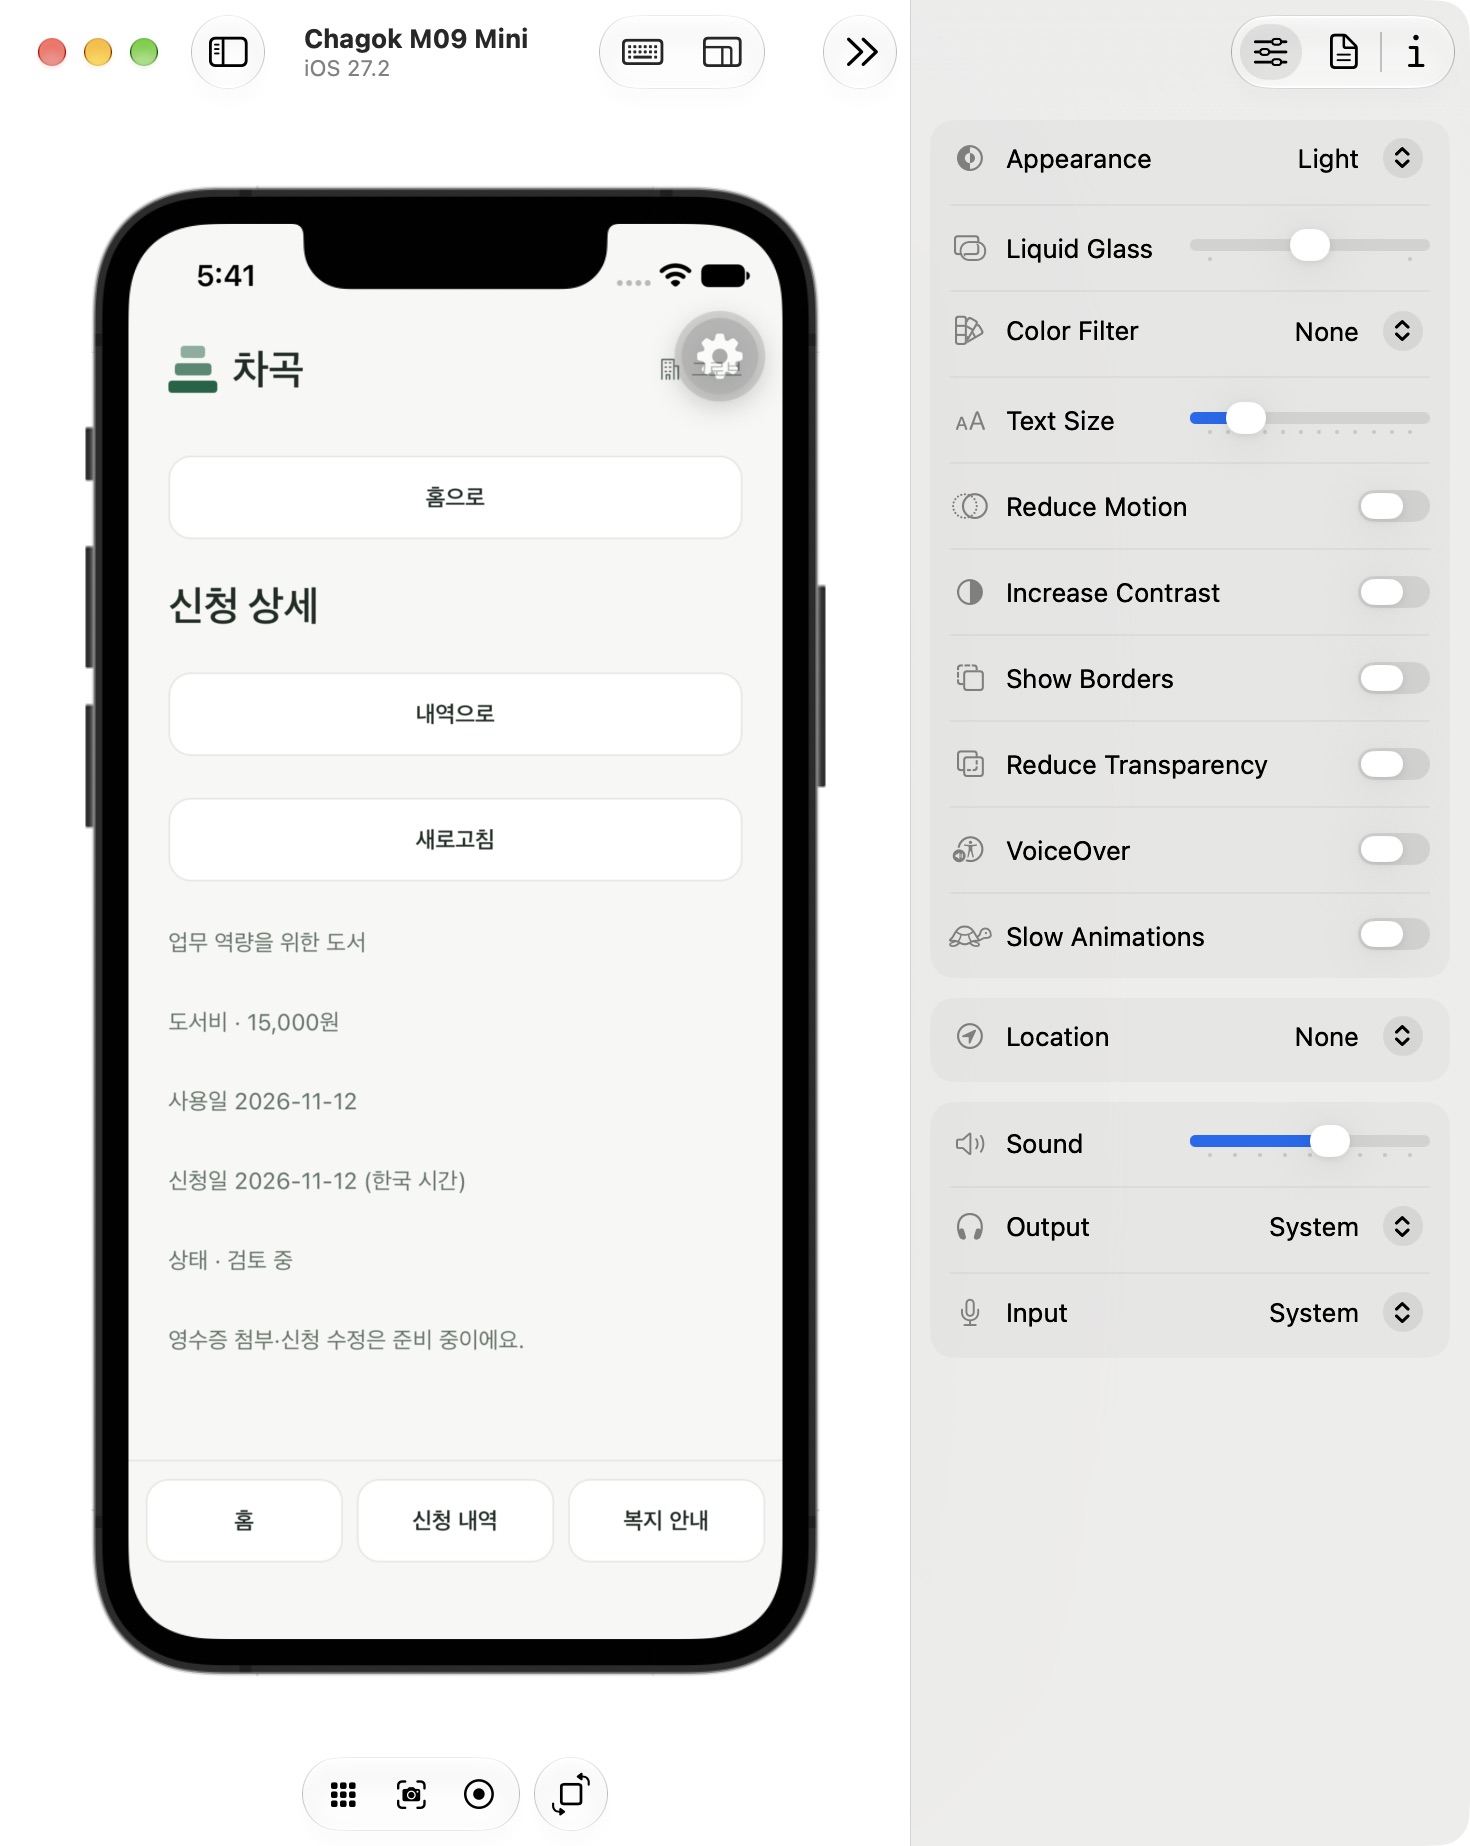 Chagok M09 Mini
iOS 27.2
5:41
차곡
홈으로
신청 상세
내역으로
새로고침
업무 역량을 위한 도서
도서비 · 15,000원
사용일 2026-11-12
신청일 2026-11-12 (한국 시간)
상태 · 검토 중
영수증 첨부·신청 수정은 준비 중이에요.
홈
신청 내역
복지 안내
Appearance
Light
Liquid Glass
Color Filter
None
Text Size
Reduce Motion
Increase Contrast
Show Borders
Reduce Transparency
VoiceOver
Slow Animations
Location
None
Sound
Output
System
Input
System